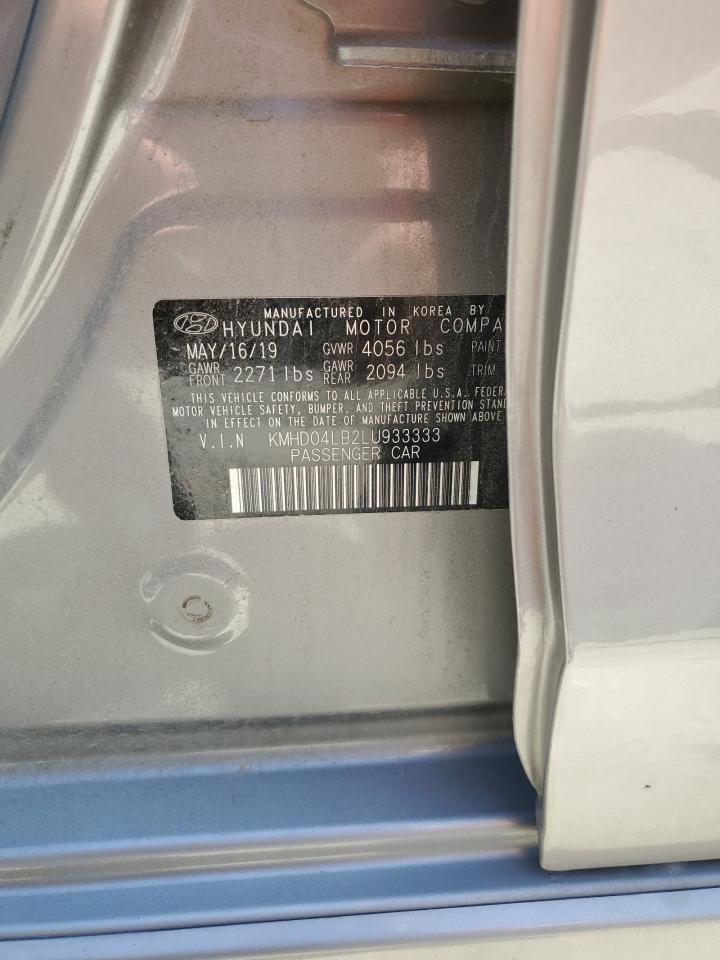 MANUFACTURED IN KOREA BY
HYUNDAI MOTOR COMPA
MAY/16/19 GVWR 4056 lbs PAINT
GAWR FRONT 2271 lbs GAWR REAR 2094 lbs TRIM
THIS VEHICLE CONFORMS TO ALL APPLICABLE U.S.A. FEDER
MOTOR VEHICLE SAFETY, BUMPER, AND THEFT PREVENTION STAND
IN EFFECT ON THE DATE OF MANUFACTURE SHOWN ABOVE
V.I.N KMHD04LB2LU933333
PASSENGER CAR